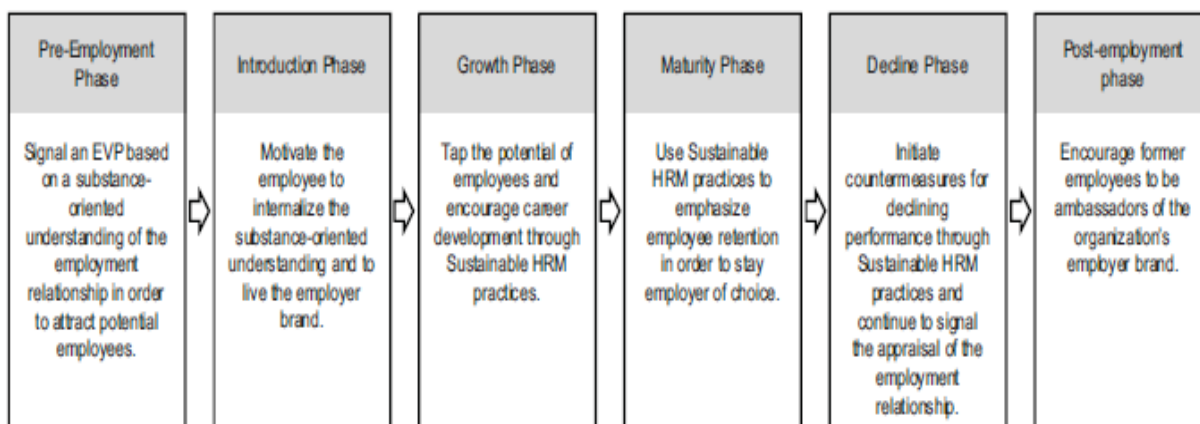 Pre-Employment
Phase
Signal an EVP based
on a substance-
oriented
understanding of the
employment
relationship in order
to attract potential
employees.
Introduction Phase
Motivate the
employee to
internalize the
substance-oriented
understanding and to
live the employer
brand.
Growth Phase
Tap the potential of
employees and
encourage career
development through
Sustainable HRM
practices.
Maturity Phase
Use Sustainable
HRM practices to
emphasize
employee retention
in order to stay
employer of choice.
Decline Phase
Initiate
countermeasures for
declining
performance through
Sustainable HRM
practices and
continue to signal
the appraisal of the
employment
relationship.
Post-employment
phase
Encourage former
employees to be
ambassadors of the
organization's
employer brand.